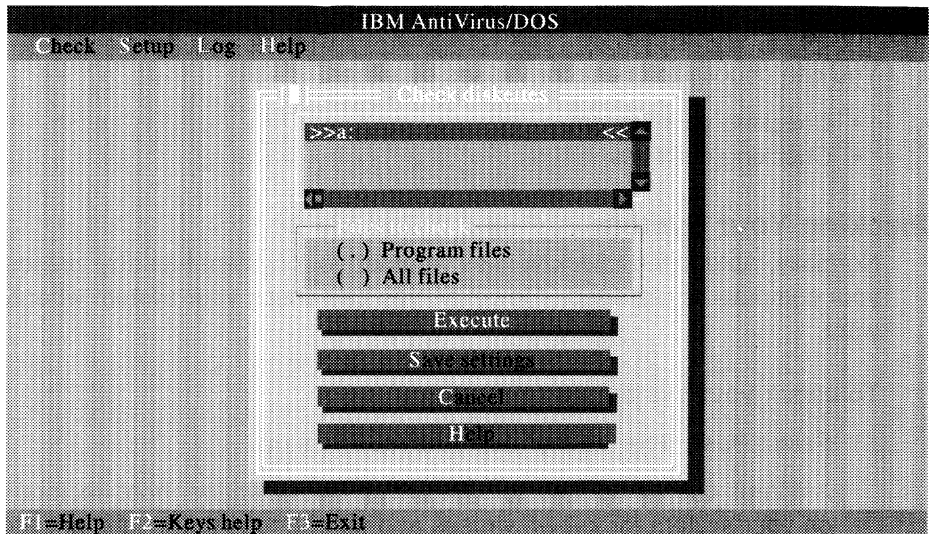 IBM AntiVirus/DOS
Check Setup Log Help
Check diskettes
>>a: <<
(.) Program files
( ) All files
Execute
Save settings
Cancel
Help
F1=Help F2=Keys help F3=Exit